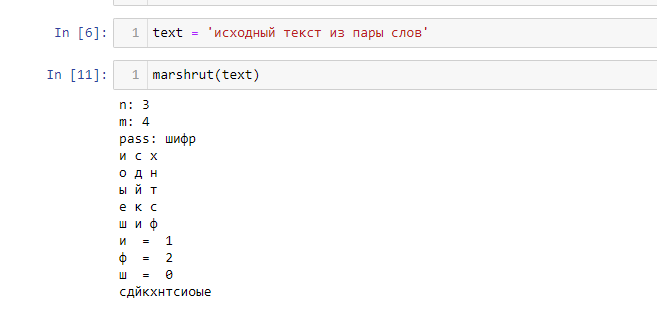 In [6]: 1 text = 'исходный текст из пары слов'
In [11]: 1 marshrut(text)
n: 3
m: 4
pass: шифр
и с х
о д н
ы й т
е к с
ш и ф
и = 1
ф = 2
ш = 0
сдйкхнтсиоые